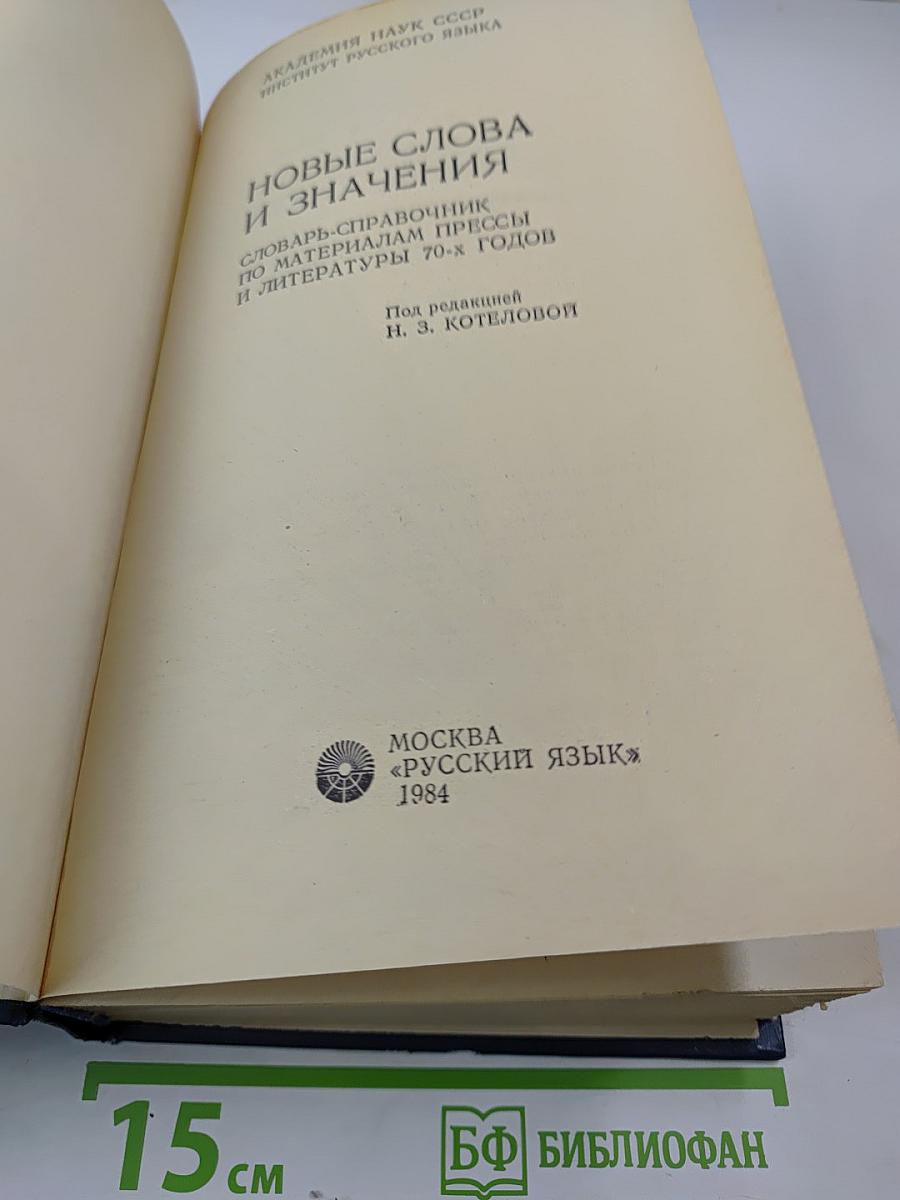 АКАДЕМИЯ НАУК СССР
ИНСТИТУТ РУССКОГО ЯЗЫКА
НОВЫЕ СЛОВА
И ЗНАЧЕНИЯ
СЛОВАРЬ-СПРАВОЧНИК
ПО МАТЕРИАЛАМ ПРЕССЫ
И ЛИТЕРАТУРЫ 70-х ГОДОВ
Под редакцией
Н. З. КОТЕЛОВОЙ
МОСКВА
«РУССКИЙ ЯЗЫК»
1984
15 см
БФ БИБЛИОФАН